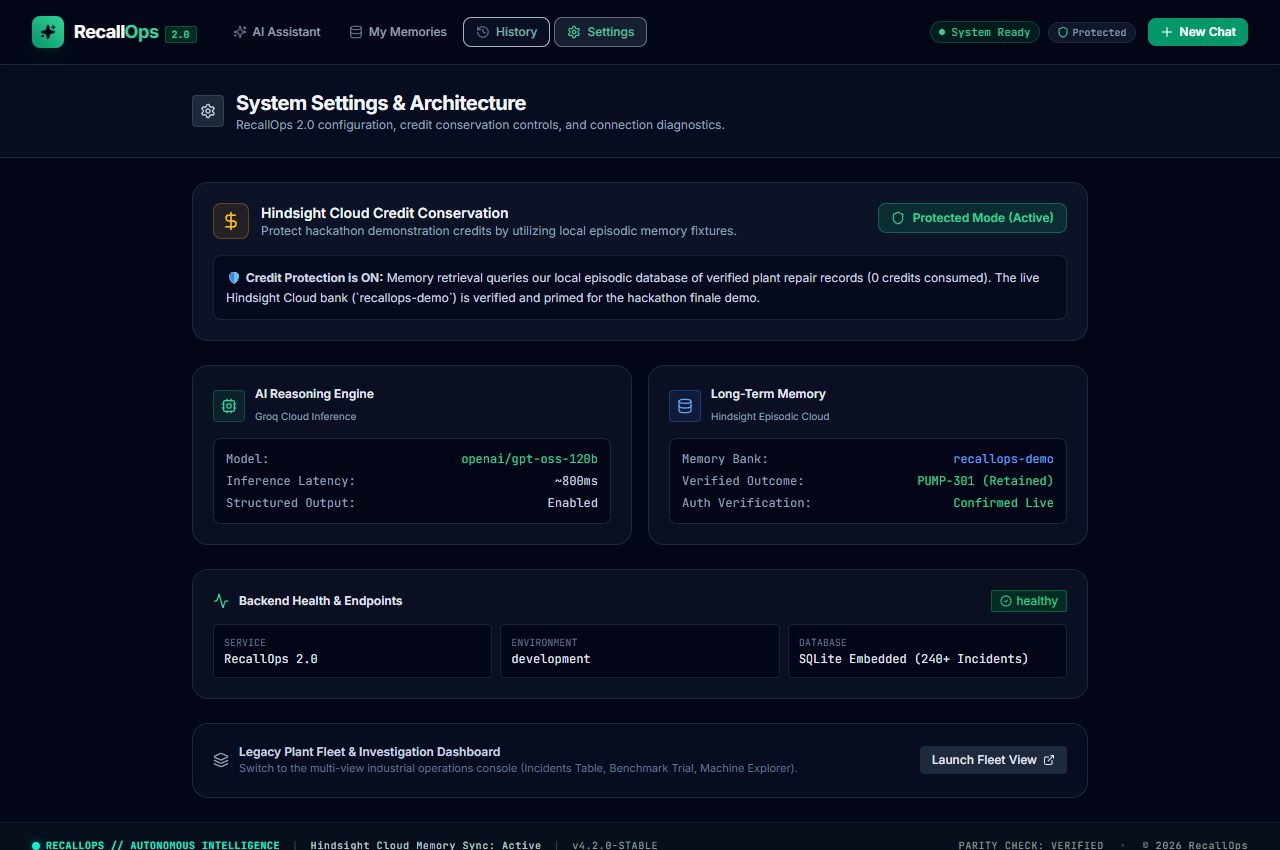 RecallOps 2.0
AI Assistant
My Memories
History
Settings
System Ready
Protected
New Chat
System Settings & Architecture
RecallOps 2.0 configuration, credit conservation controls, and connection diagnostics.
Hindsight Cloud Credit Conservation
Protect hackathon demonstration credits by utilizing local episodic memory fixtures.
Protected Mode (Active)
Credit Protection is ON: Memory retrieval queries our local episodic database of verified plant repair records (0 credits consumed). The live
Hindsight Cloud bank (`recallops-demo`) is verified and primed for the hackathon finale demo.
AI Reasoning Engine
Groq Cloud Inference
Model: openai/gpt-oss-120b
Inference Latency: ~800ms
Structured Output: Enabled
Long-Term Memory
Hindsight Episodic Cloud
Memory Bank: recallops-demo
Verified Outcome: PUMP-301 (Retained)
Auth Verification: Confirmed Live
Backend Health & Endpoints
healthy
SERVICE
RecallOps 2.0
ENVIRONMENT
development
DATABASE
SQLite Embedded (240+ Incidents)
Legacy Plant Fleet & Investigation Dashboard
Switch to the multi-view industrial operations console (Incidents Table, Benchmark Trial, Machine Explorer).
Launch Fleet View
RECALLOPS // AUTONOMOUS INTELLIGENCE | Hindsight Cloud Memory Sync: Active | v4.2.0-STABLE
PARITY CHECK: VERIFIED • © 2026 RecallOps